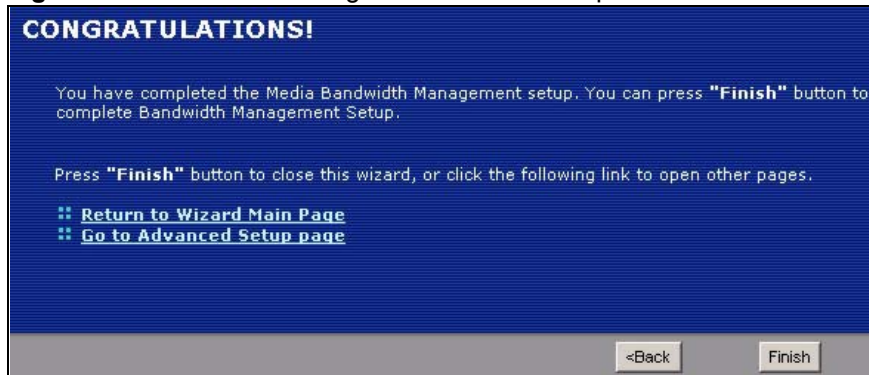 CONGRATULATIONS!
You have completed the Media Bandwidth Management setup. You can press "Finish" button to
complete Bandwidth Management Setup.
Press "Finish" button to close this wizard, or click the following link to open other pages.
Return to Wizard Main Page
Go to Advanced Setup page
<Back
Finish